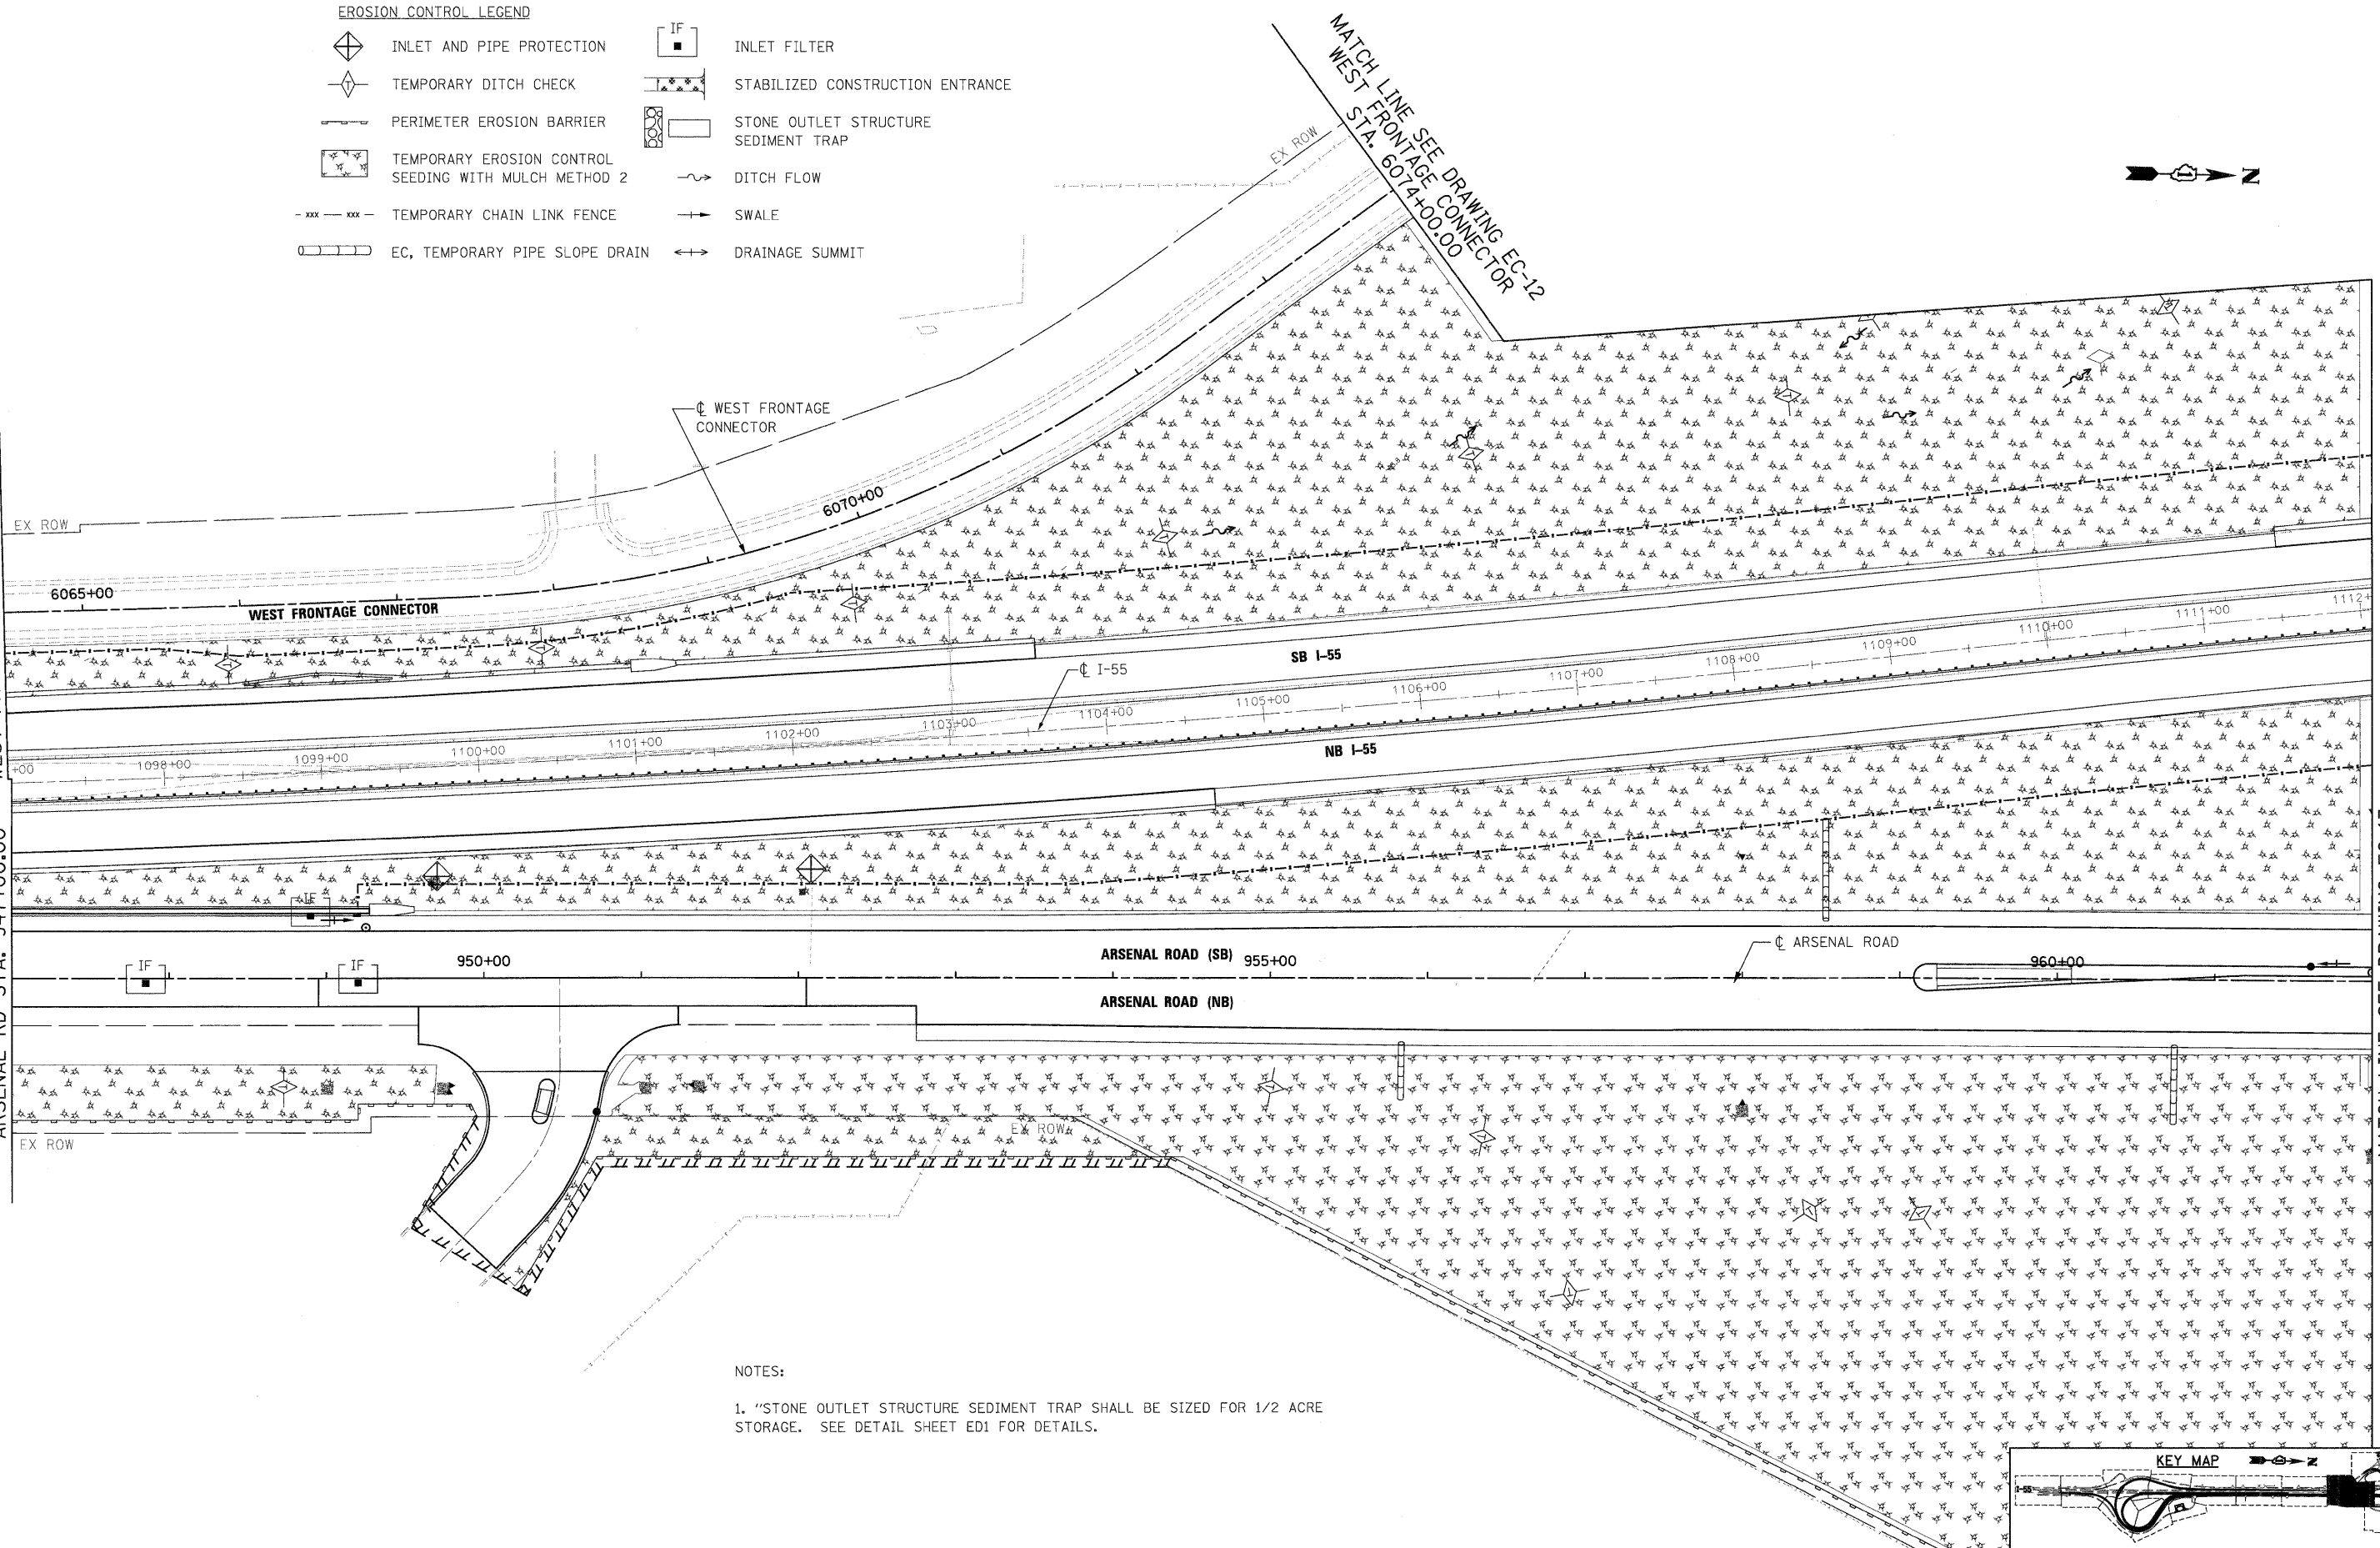 EROSION CONTROL LEGEND
INLET AND PIPE PROTECTION
IF
INLET FILTER
T
TEMPORARY DITCH CHECK
STABILIZED CONSTRUCTION ENTRANCE
PERIMETER EROSION BARRIER
STONE OUTLET STRUCTURE
SEDIMENT TRAP
TEMPORARY EROSION CONTROL
SEEDING WITH MULCH METHOD 2
DITCH FLOW
- XXX — XXX —
TEMPORARY CHAIN LINK FENCE
SWALE
EC, TEMPORARY PIPE SLOPE DRAIN
DRAINAGE SUMMIT
MATCH LINE SEE DRAWING EC-12
WEST FRONTAGE CONNECTOR
STA. 6074+00.00
EX ROW
N
℄ WEST FRONTAGE
CONNECTOR
6070+00
EX ROW
6065+00
WEST FRONTAGE CONNECTOR
SB I-55
℄ I-55
+00
1098+00
1099+00
1100+00
1101+00
1102+00
1103+00
1104+00
1105+00
1106+00
1107+00
1108+00
1109+00
1110+00
1111+00
1112+
NB I-55
IF
IF
IF
950+00
ARSENAL ROAD (SB)
955+00
℄ ARSENAL ROAD
960+00
ARSENAL ROAD (NB)
EX ROW
EX ROW
NOTES:
1. "STONE OUTLET STRUCTURE SEDIMENT TRAP SHALL BE SIZED FOR 1/2 ACRE
STORAGE. SEE DETAIL SHEET ED1 FOR DETAILS.
KEY MAP
N
I-55